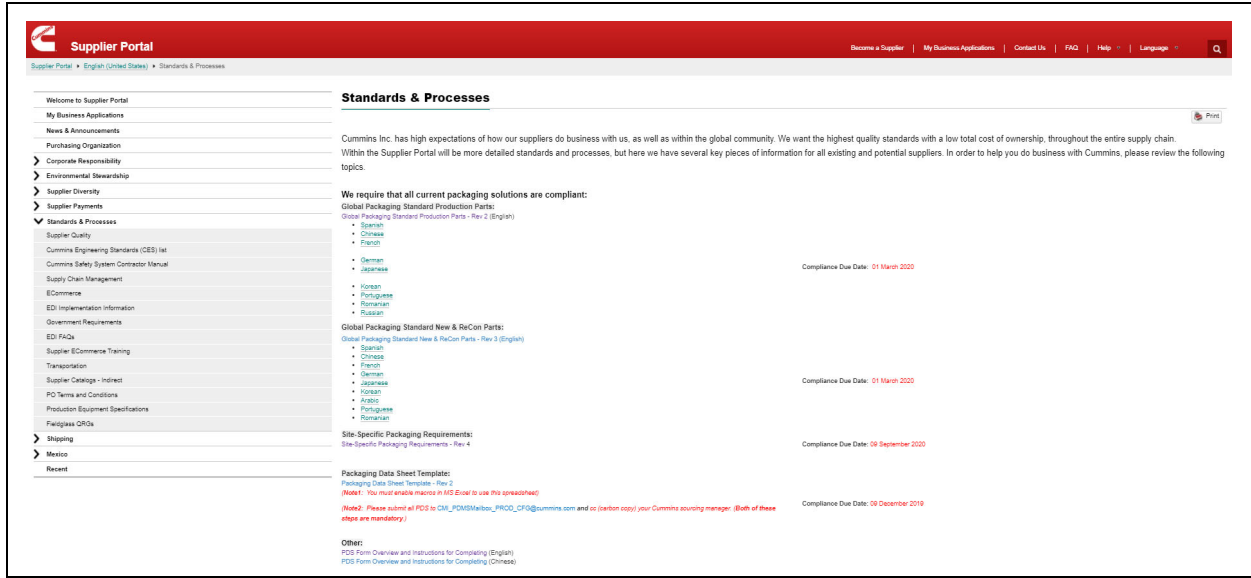 Supplier Portal
Become a Supplier | My Business Applications | Contact Us | FAQ | Help | Language
Supplier Portal ▸ English (United States) ▸ Standards & Processes
Welcome to Supplier Portal
My Business Applications
News & Announcements
Purchasing Organization
Corporate Responsibility
Environmental Stewardship
Supplier Diversity
Supplier Payments
Standards & Processes
Supplier Quality
Cummins Engineering Standards (CES) list
Cummins Safety System Contractor Manual
Supply Chain Management
ECommerce
EDI Implementation Information
Government Requirements
EDI FAQs
Supplier ECommerce Training
Transportation
Supplier Catalogs - Indirect
PO Terms and Conditions
Production Equipment Specifications
Fieldglass QRGs
Shipping
Mexico
Recent
Standards & Processes
Print
Cummins Inc. has high expectations of how our suppliers do business with us, as well as within the global community. We want the highest quality standards with a low total cost of ownership, throughout the entire supply chain.
Within the Supplier Portal will be more detailed standards and processes, but here we have several key pieces of information for all existing and potential suppliers. In order to help you do business with Cummins, please review the following
topics.
We require that all current packaging solutions are compliant:
Global Packaging Standard Production Parts:
Global Packaging Standard Production Parts - Rev 2 (English)
• Spanish
• Chinese
• French
• German
• Japanese
Compliance Due Date: 01 March 2020
• Korean
• Portuguese
• Romanian
• Russian
Global Packaging Standard New & ReCon Parts:
Global Packaging Standard New & ReCon Parts - Rev 3 (English)
• Spanish
• Chinese
• French
• German
• Japanese
Compliance Due Date: 01 March 2020
• Korean
• Arabic
• Portuguese
• Romanian
Site-Specific Packaging Requirements:
Site-Specific Packaging Requirements - Rev 4
Compliance Due Date: 09 September 2020
Packaging Data Sheet Template:
Packaging Data Sheet Template - Rev 2
(Note1: You must enable macros in MS Excel to use this spreadsheet)
Compliance Due Date: 09 December 2019
(Note2: Please submit all PDS to CMI_PDMSMailbox_PROD_CFG@cummins.com and cc (carbon copy) your Cummins sourcing manager. (Both of these
steps are mandatory.)
Other:
PDS Form Overview and Instructions for Completing (English)
PDS Form Overview and Instructions for Completing (Chinese)